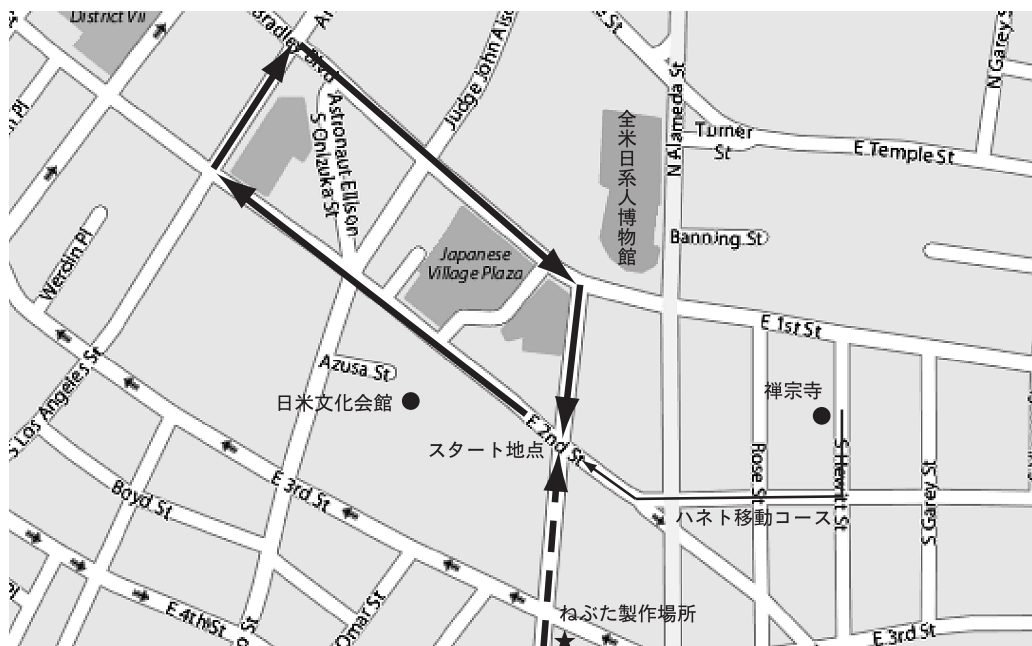 District VII
Bradley Blvd
Judge John Aiso
N Alameda St
N Garey St
Turner
St
E Temple St
全米日系人博物館
Astronaut Ellison
S Onizuka St
Banning St
Japanese
Village Plaza
Werdin Pl
E 1st St
Azusa St
日米文化会館
禅宗寺
S Los Angeles St
E 2nd St
スタート地点
Rose St
S Hewitt St
S Garey St
E 3rd St
Boyd St
ハネト移動コース
Omar St
ねぶた製作場所
E 4th St
E 3rd St